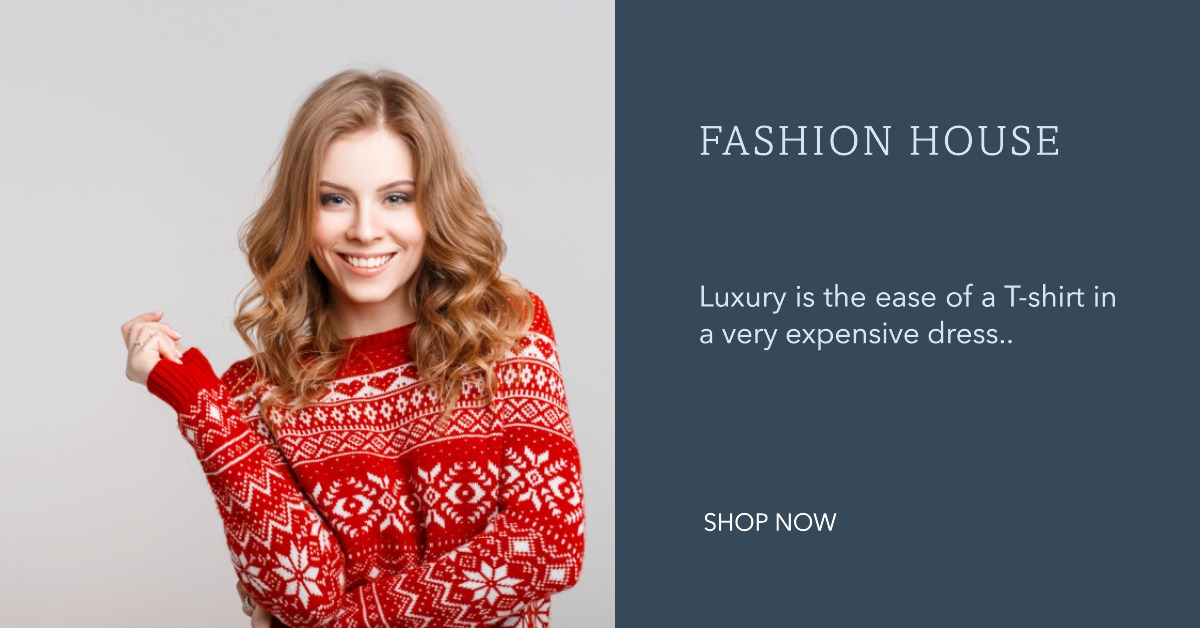 FASHION HOUSE
Luxury is the ease of a T-shirt in
a very expensive dress..
SHOP NOW